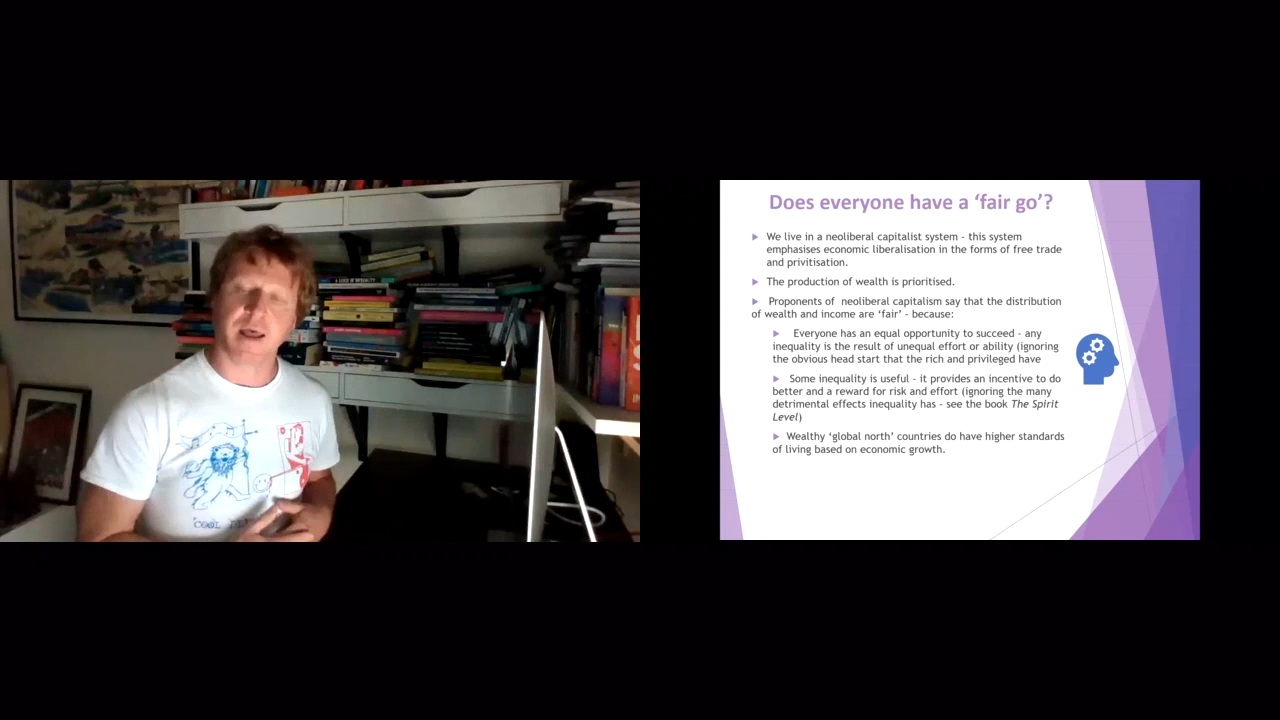 COOL
Does everyone have a ‘fair go’?
We live in a neoliberal capitalist system - this system
emphasises economic liberalisation in the forms of free trade
and privitisation.
The production of wealth is prioritised.
Proponents of neoliberal capitalism say that the distribution
of wealth and income are ‘fair’ - because:
Everyone has an equal opportunity to succeed - any
inequality is the result of unequal effort or ability (ignoring
the obvious head start that the rich and privileged have
Some inequality is useful - it provides an incentive to do
better and a reward for risk and effort (ignoring the many
detrimental effects inequality has - see the book The Spirit
Level)
Wealthy ‘global north’ countries do have higher standards
of living based on economic growth.